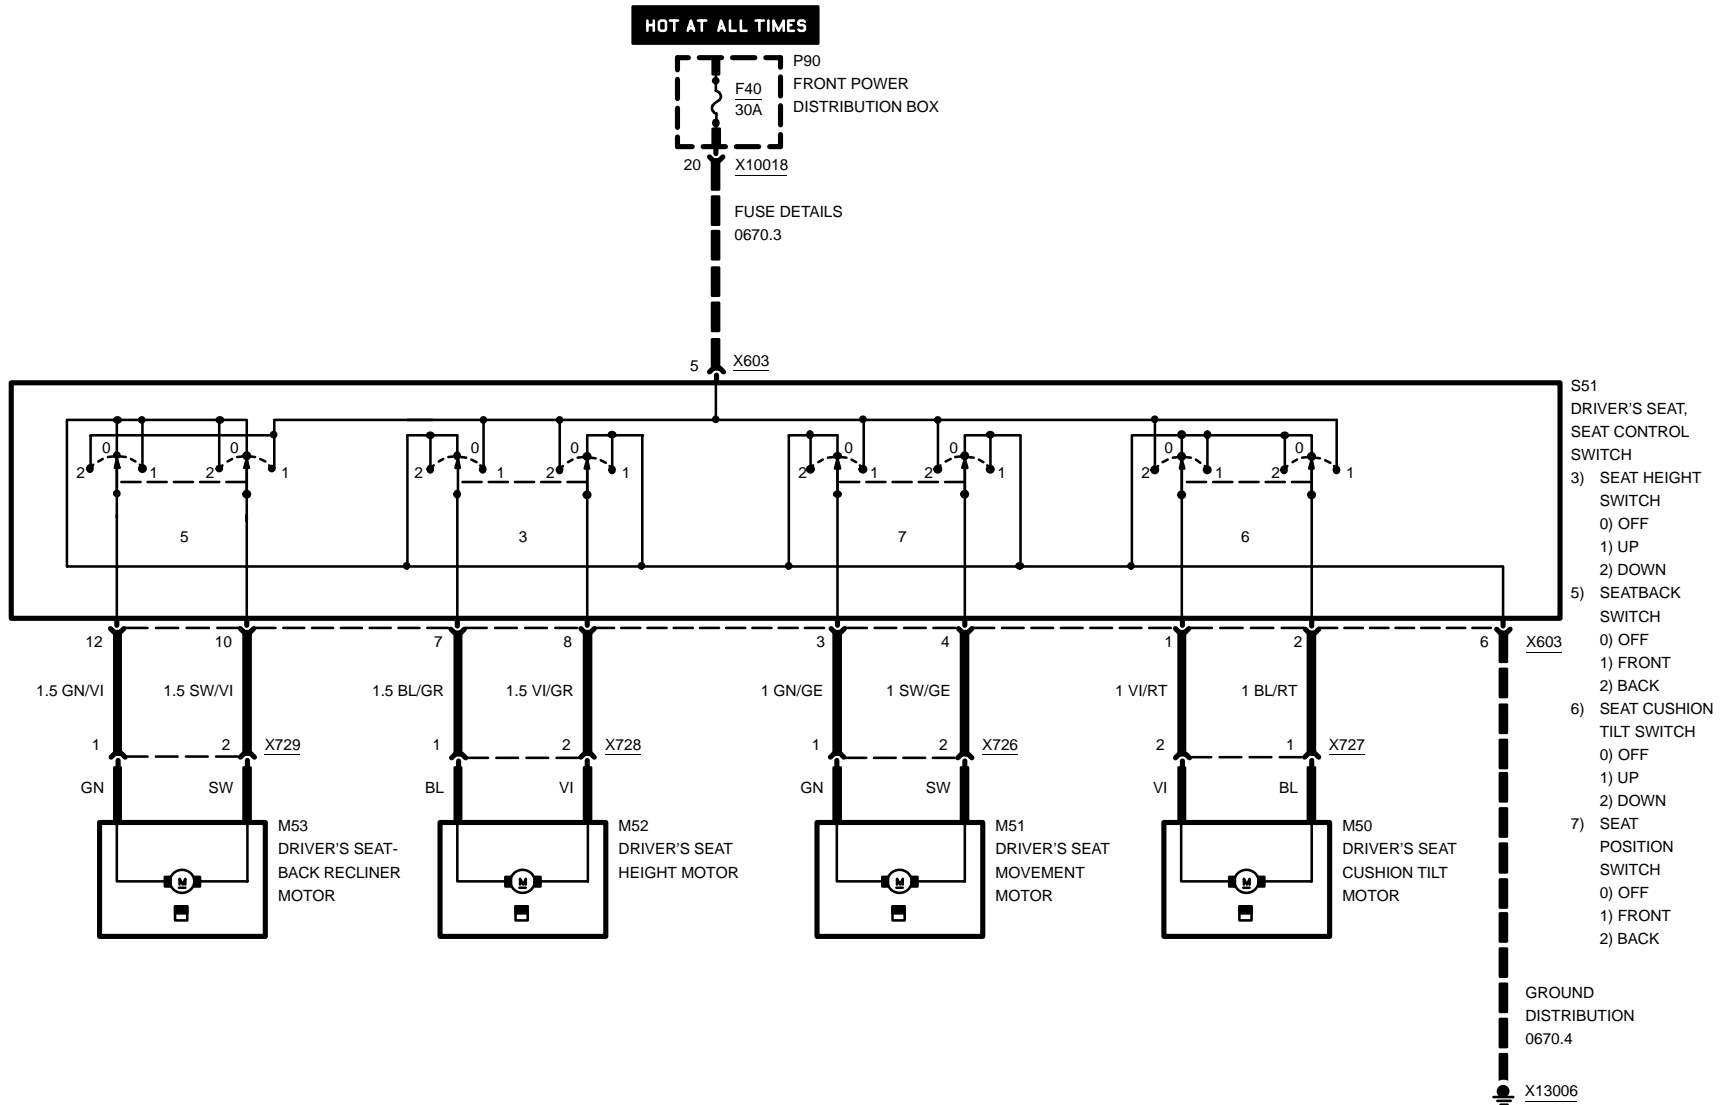 HOT AT ALL TIMES
P90
FRONT POWER
DISTRIBUTION BOX
F40
30A
20
X10018
FUSE DETAILS
0670.3
5
X603
S51
DRIVER'S SEAT,
SEAT CONTROL
SWITCH
3) SEAT HEIGHT
SWITCH
0) OFF
1) UP
2) DOWN
5) SEATBACK
SWITCH
0) OFF
1) FRONT
2) BACK
6) SEAT CUSHION
TILT SWITCH
0) OFF
1) UP
2) DOWN
7) SEAT
POSITION
SWITCH
0) OFF
1) FRONT
2) BACK
0 0 0 0 0 0 0 0
2 1 2 1 2 1 2 1 2 1 2 1 2 1 2 1
5 3 7 6
12 10 7 8 3 4 1 2 6 X603
1.5 GN/VI 1.5 SW/VI 1.5 BL/GR 1.5 VI/GR 1 GN/GE 1 SW/GE 1 VI/RT 1 BL/RT
1 2 X729 1 2 X728 1 2 X726 2 1 X727
GN SW BL VI GN SW VI BL
M53
DRIVER'S SEAT-
BACK RECLINER
MOTOR
M
M52
DRIVER'S SEAT
HEIGHT MOTOR
M
M51
DRIVER'S SEAT
MOVEMENT
MOTOR
M
M50
DRIVER'S SEAT
CUSHION TILT
MOTOR
M
GROUND
DISTRIBUTION
0670.4
X13006